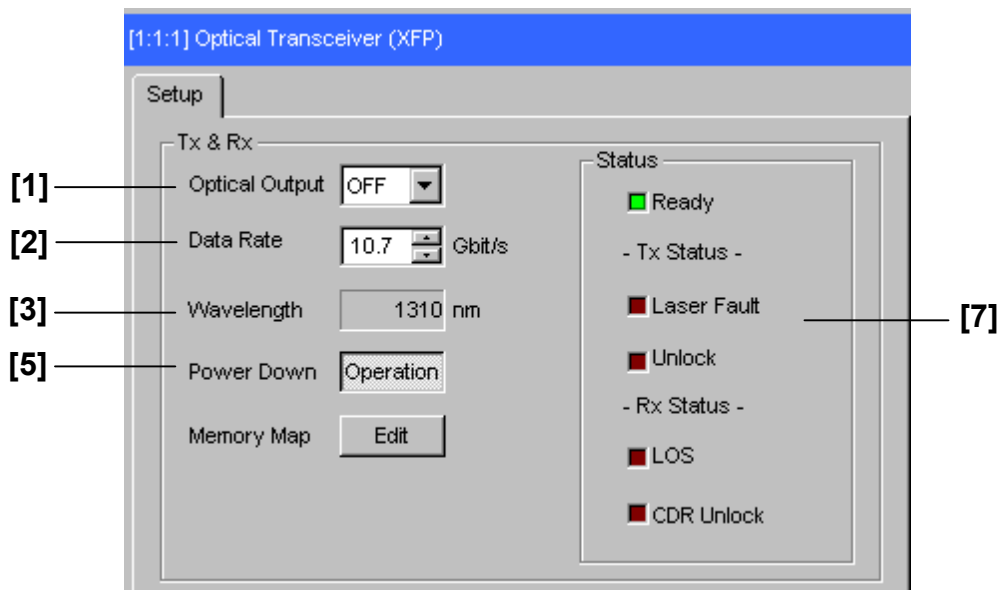 [1:1:1] Optical Transceiver (XFP)
Setup
Tx & Rx
[1] Optical Output OFF
[2] Data Rate 10.7 Gbit/s
[3] Wavelength 1310 nm
[5] Power Down Operation
Memory Map Edit
Status
Ready
- Tx Status -
Laser Fault
[7]
Unlock
- Rx Status -
LOS
CDR Unlock